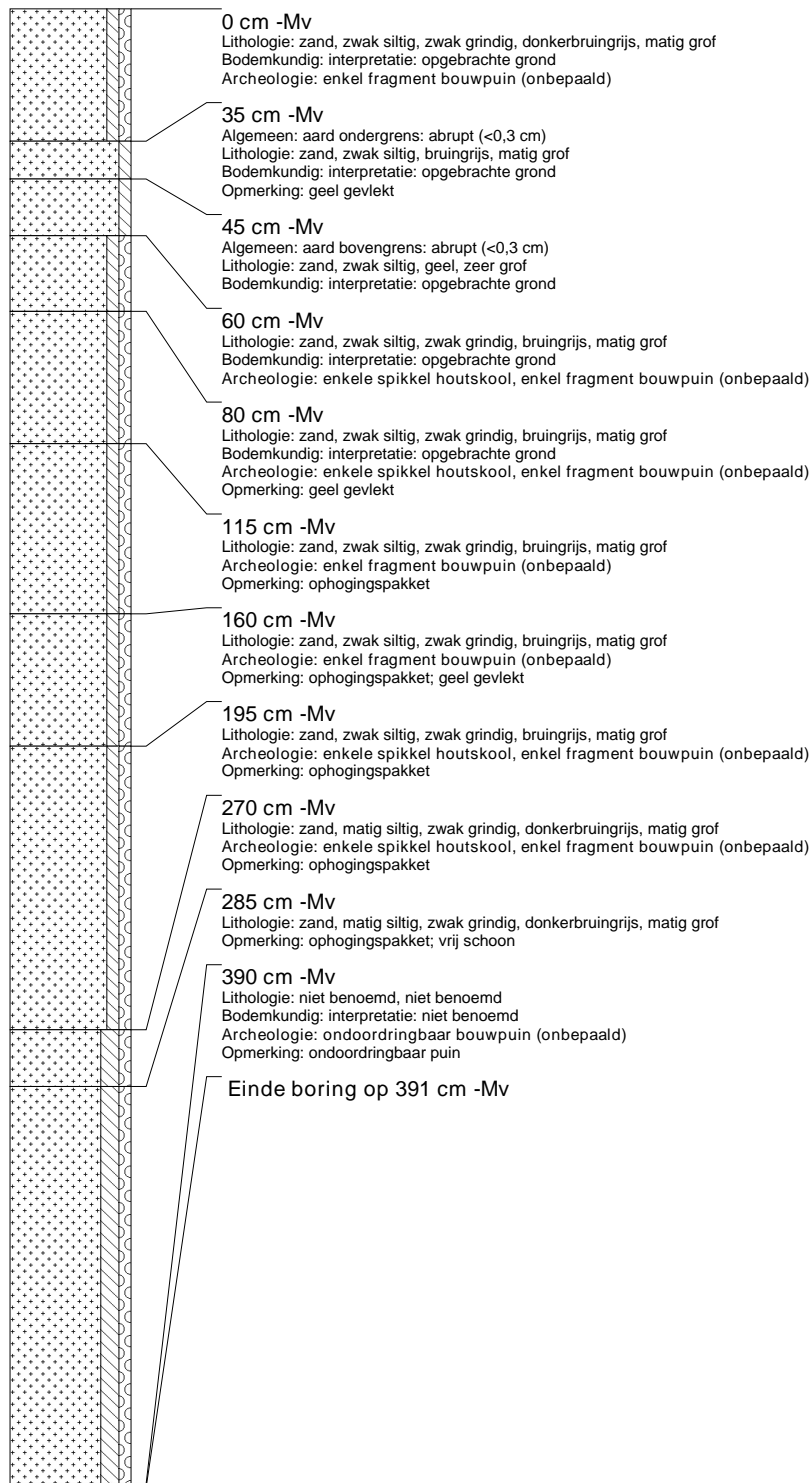 0 cm -Mv
Lithologie: zand, zwak siltig, zwak grindig, donkerbruingrijs, matig grof
Bodemkundig: interpretatie: opgebrachte grond
Archeologie: enkel fragment bouwpuin (onbepaald)
35 cm -Mv
Algemeen: aard ondergrens: abrupt (<0,3 cm)
Lithologie: zand, zwak siltig, bruingrijs, matig grof
Bodemkundig: interpretatie: opgebrachte grond
Opmerking: geel gevlekt
45 cm -Mv
Algemeen: aard bovengrens: abrupt (<0,3 cm)
Lithologie: zand, zwak siltig, geel, zeer grof
Bodemkundig: interpretatie: opgebrachte grond
60 cm -Mv
Lithologie: zand, zwak siltig, zwak grindig, bruingrijs, matig grof
Bodemkundig: interpretatie: opgebrachte grond
Archeologie: enkele spikkel houtskool, enkel fragment bouwpuin (onbepaald)
80 cm -Mv
Lithologie: zand, zwak siltig, zwak grindig, bruingrijs, matig grof
Bodemkundig: interpretatie: opgebrachte grond
Archeologie: enkele spikkel houtskool, enkel fragment bouwpuin (onbepaald)
Opmerking: geel gevlekt
115 cm -Mv
Lithologie: zand, zwak siltig, zwak grindig, bruingrijs, matig grof
Archeologie: enkel fragment bouwpuin (onbepaald)
Opmerking: ophogingspakket
160 cm -Mv
Lithologie: zand, zwak siltig, zwak grindig, bruingrijs, matig grof
Archeologie: enkel fragment bouwpuin (onbepaald)
Opmerking: ophogingspakket; geel gevlekt
195 cm -Mv
Lithologie: zand, zwak siltig, zwak grindig, bruingrijs, matig grof
Archeologie: enkele spikkel houtskool, enkel fragment bouwpuin (onbepaald)
Opmerking: ophogingspakket
270 cm -Mv
Lithologie: zand, matig siltig, zwak grindig, donkerbruingrijs, matig grof
Archeologie: enkele spikkel houtskool, enkel fragment bouwpuin (onbepaald)
Opmerking: ophogingspakket
285 cm -Mv
Lithologie: zand, matig siltig, zwak grindig, donkerbruingrijs, matig grof
Opmerking: ophogingspakket; vrij schoon
390 cm -Mv
Lithologie: niet benoemd, niet benoemd
Bodemkundig: interpretatie: niet benoemd
Archeologie: ondoordringbaar bouwpuin (onbepaald)
Opmerking: ondoordringbaar puin
Einde boring op 391 cm -Mv